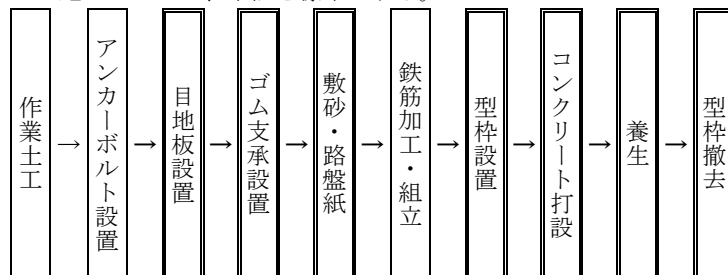 作業土工
→
アンカーボルト設置
→
目地板設置
→
ゴム支承設置
→
敷砂・路盤紙
→
鉄筋加工・組立
→
型枠設置
→
コンクリート打設
→
養生
→
型枠撤去